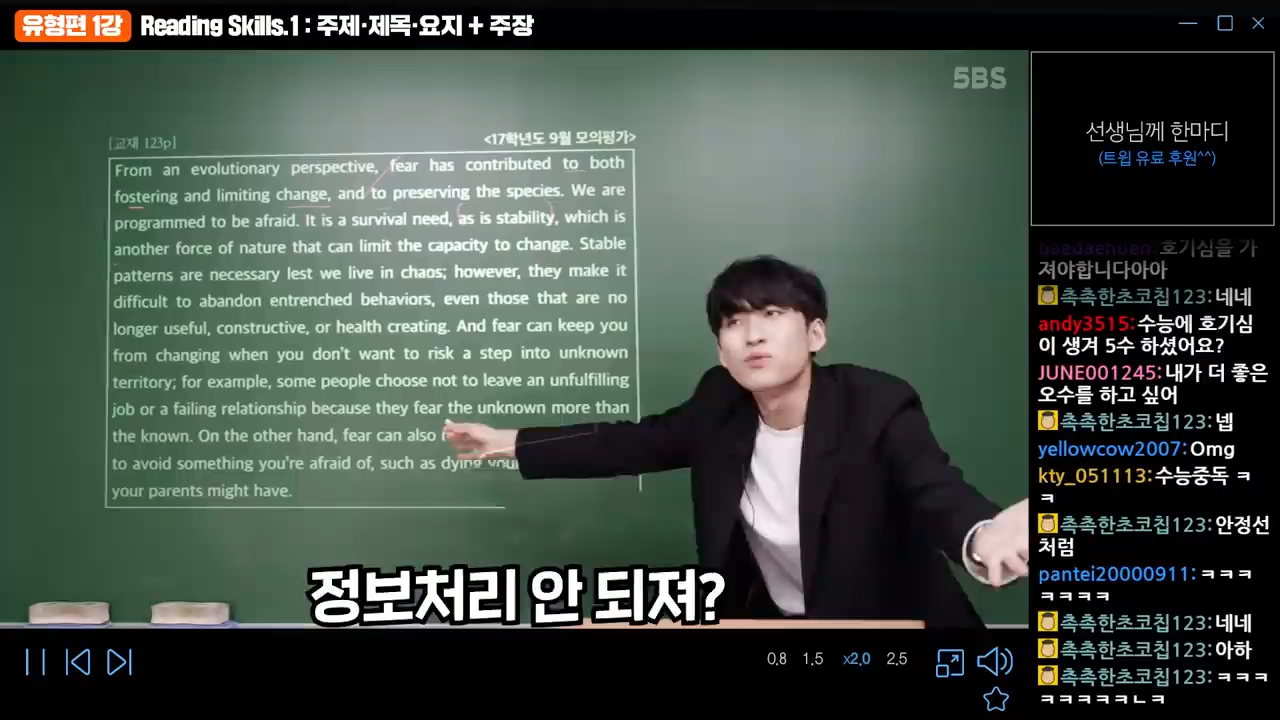 유형편 1강 Reading Skills.1 : 주제·제목·요지 + 주장
5BS
[교재 123p]
<17학년도 9월 모의평가>
From an evolutionary perspective, fear has contributed to both
fostering and limiting change, and to preserving the species. We are
programmed to be afraid. It is a survival need, as is stability, which is
another force of nature that can limit the capacity to change. Stable
patterns are necessary lest we live in chaos; however, they make it
difficult to abandon entrenched behaviors, even those that are no
longer useful, constructive, or health creating. And fear can keep you
from changing when you don't want to risk a step into unknown
territory; for example, some people choose not to leave an unfulfilling
job or a failing relationship because they fear the unknown more than
the known. On the other hand, fear can also
to avoid something you're afraid of, such as dying your
your parents might have.
정보처리 안 되져?
0.8 1.5 x2.0 2.5
선생님께 한마디
(트윕 유료 후원^^)
baedaehuen: 호기심을 가
져야합니다아아
촉촉한초코칩123: 네네
andy3515: 수능에 호기심
이 생겨 5수 하셨어요?
JUNE001245: 내가 더 좋은
오수를 하고 싶어
촉촉한초코칩123: 넵
yellowcow2007: Omg
kty_051113: 수능중독 ㅋ
ㅋ
촉촉한초코칩123: 안정선
처럼
pantei20000911: ㅋㅋㅋ
ㅋㅋㅋㅋ
촉촉한초코칩123: 네네
촉촉한초코칩123: 아하
촉촉한초코칩123: ㅋㅋㅋ
ㅋㅋㅋㅋㅋㄴㅋ